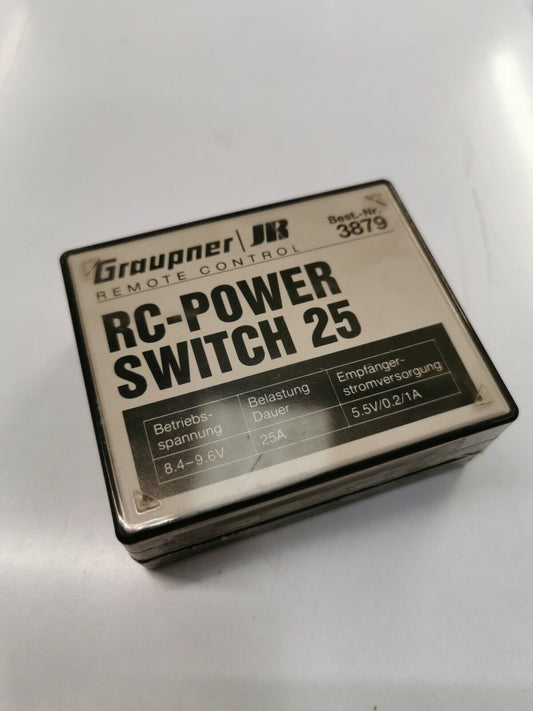 Graupner | JR
REMOTE CONTROL
Best.-Nr.
3879
RC-POWER
SWITCH 25
Betriebs-
spannung
Belastung
Dauer
Empfänger-
stromversorgung
8.4–9.6V
25A
5.5V/0.2/1A